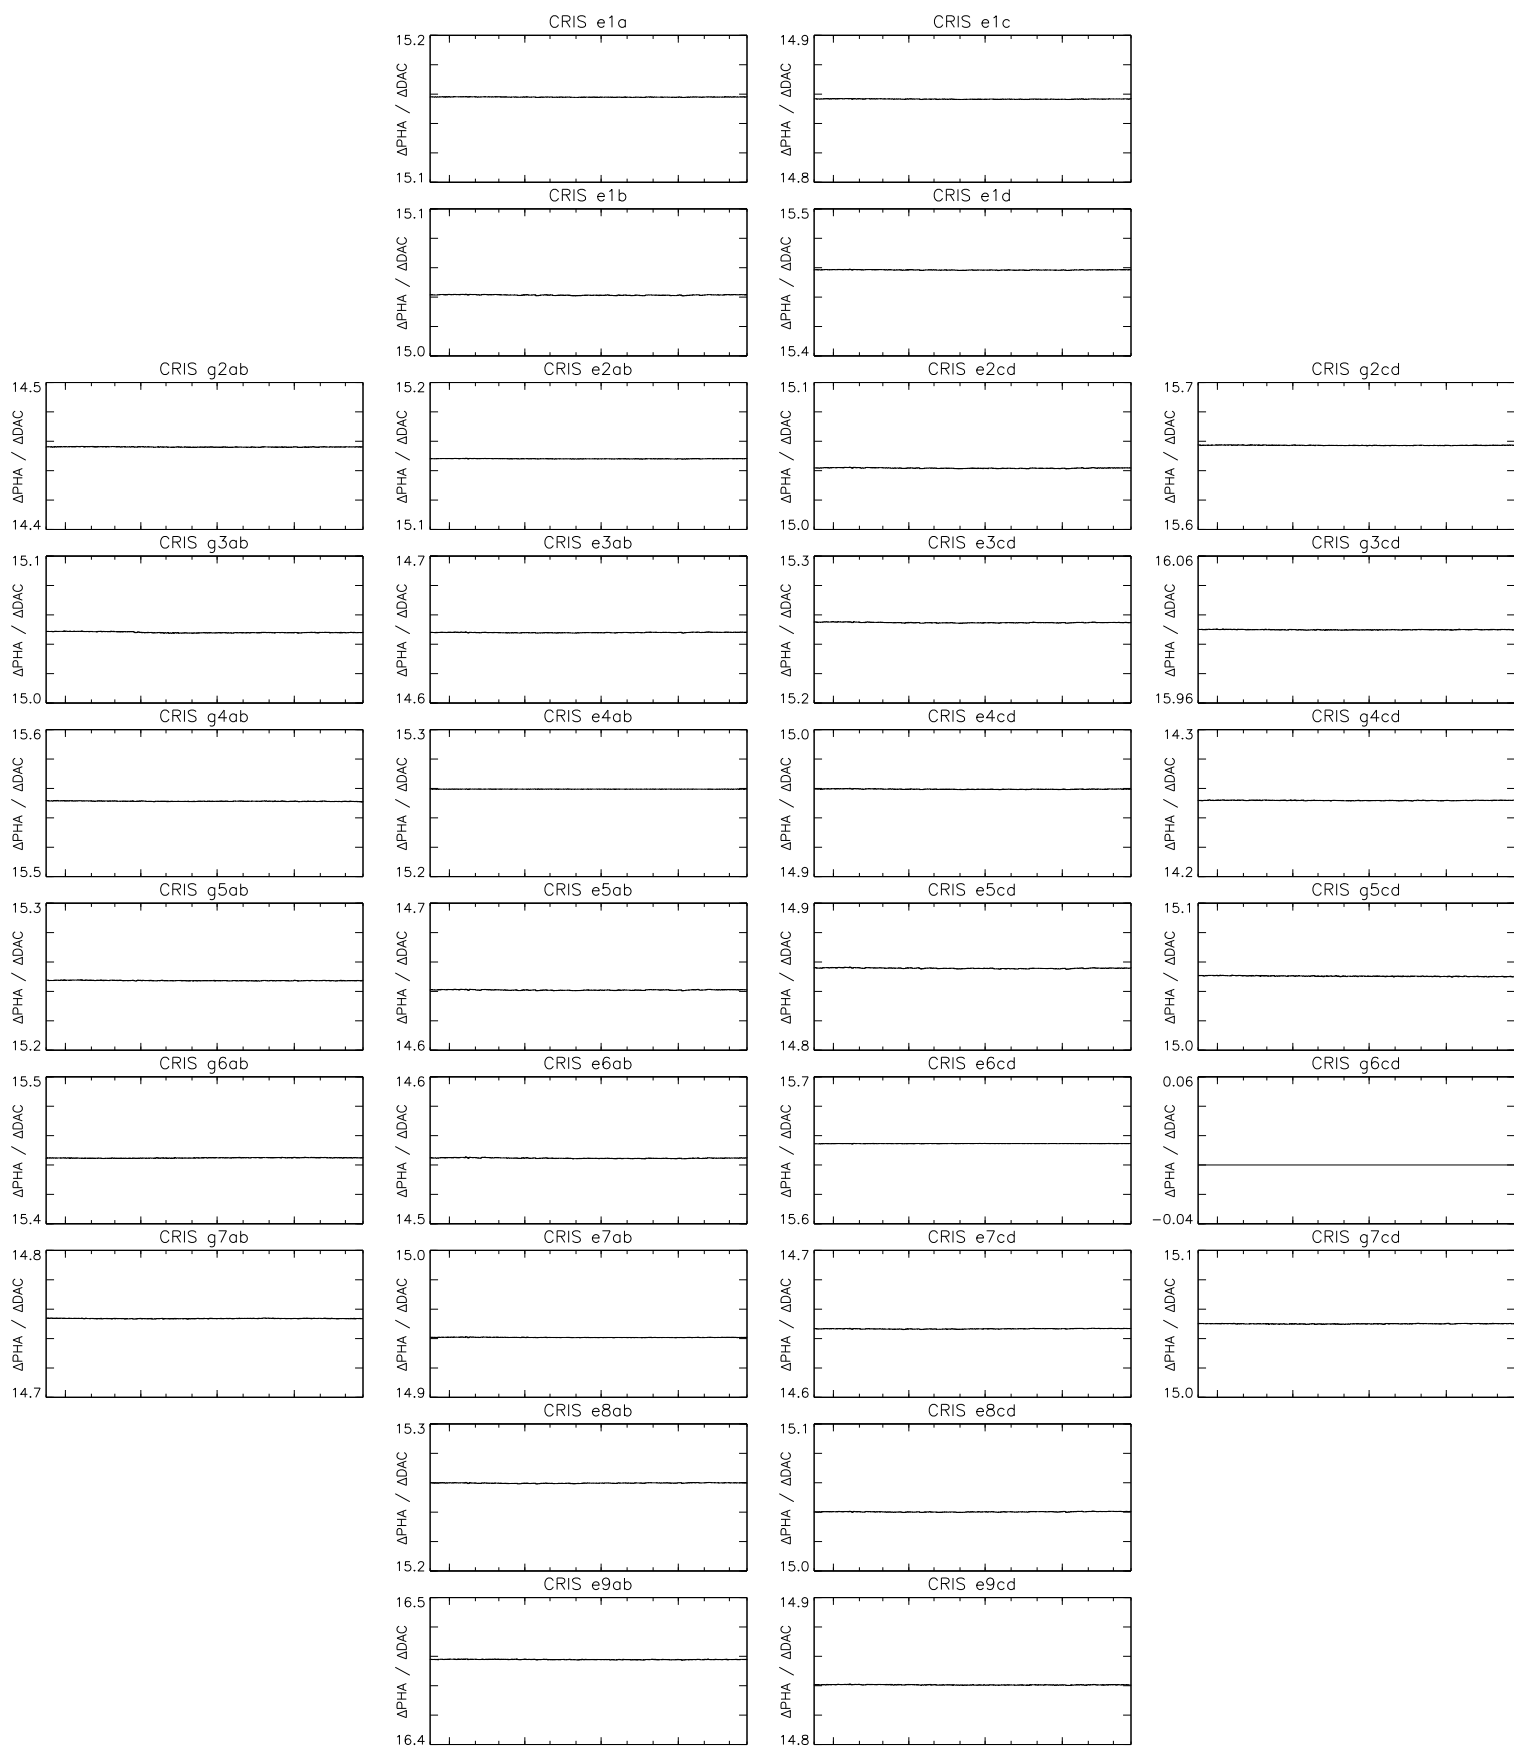 CRIS e1a
15.2
ΔPHA / ΔDAC
15.1
CRIS e1c
14.9
ΔPHA / ΔDAC
14.8
CRIS e1b
15.1
ΔPHA / ΔDAC
15.0
CRIS e1d
15.5
ΔPHA / ΔDAC
15.4
CRIS g2ab
14.5
ΔPHA / ΔDAC
14.4
CRIS e2ab
15.2
ΔPHA / ΔDAC
15.1
CRIS e2cd
15.1
ΔPHA / ΔDAC
15.0
CRIS g2cd
15.7
ΔPHA / ΔDAC
15.6
CRIS g3ab
15.1
ΔPHA / ΔDAC
15.0
CRIS e3ab
14.7
ΔPHA / ΔDAC
14.6
CRIS e3cd
15.3
ΔPHA / ΔDAC
15.2
CRIS g3cd
16.06
ΔPHA / ΔDAC
15.96
CRIS g4ab
15.6
ΔPHA / ΔDAC
15.5
CRIS e4ab
15.3
ΔPHA / ΔDAC
15.2
CRIS e4cd
15.0
ΔPHA / ΔDAC
14.9
CRIS g4cd
14.3
ΔPHA / ΔDAC
14.2
CRIS g5ab
15.3
ΔPHA / ΔDAC
15.2
CRIS e5ab
14.7
ΔPHA / ΔDAC
14.6
CRIS e5cd
14.9
ΔPHA / ΔDAC
14.8
CRIS g5cd
15.1
ΔPHA / ΔDAC
15.0
CRIS g6ab
15.5
ΔPHA / ΔDAC
15.4
CRIS e6ab
14.6
ΔPHA / ΔDAC
14.5
CRIS e6cd
15.7
ΔPHA / ΔDAC
15.6
CRIS g6cd
0.06
ΔPHA / ΔDAC
−0.04
CRIS g7ab
14.8
ΔPHA / ΔDAC
14.7
CRIS e7ab
15.0
ΔPHA / ΔDAC
14.9
CRIS e7cd
14.7
ΔPHA / ΔDAC
14.6
CRIS g7cd
15.1
ΔPHA / ΔDAC
15.0
CRIS e8ab
15.3
ΔPHA / ΔDAC
15.2
CRIS e8cd
15.1
ΔPHA / ΔDAC
15.0
CRIS e9ab
16.5
ΔPHA / ΔDAC
16.4
CRIS e9cd
14.9
ΔPHA / ΔDAC
14.8